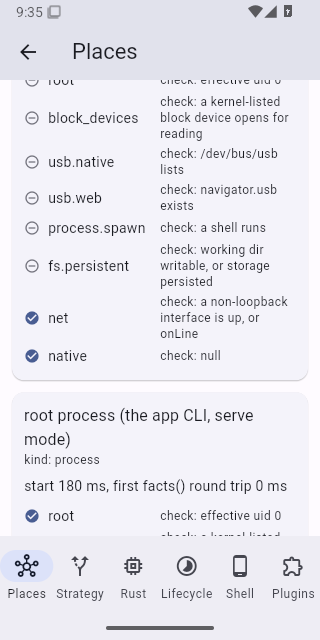 9:35
Places
root check: effective uid 0
check: a kernel-listed
block_devices block device opens for
reading
usb.native check: /dev/bus/usb
lists
usb.web check: navigator.usb
exists
process.spawn check: a shell runs
check: working dir
fs.persistent writable, or storage
persisted
check: a non-loopback
net interface is up, or
onLine
native check: null
root process (the app CLI, serve
mode)
kind: process
start 180 ms, first facts() round trip 0 ms
root check: effective uid 0
check: a kernel-listed
Places Strategy Rust Lifecycle Shell Plugins